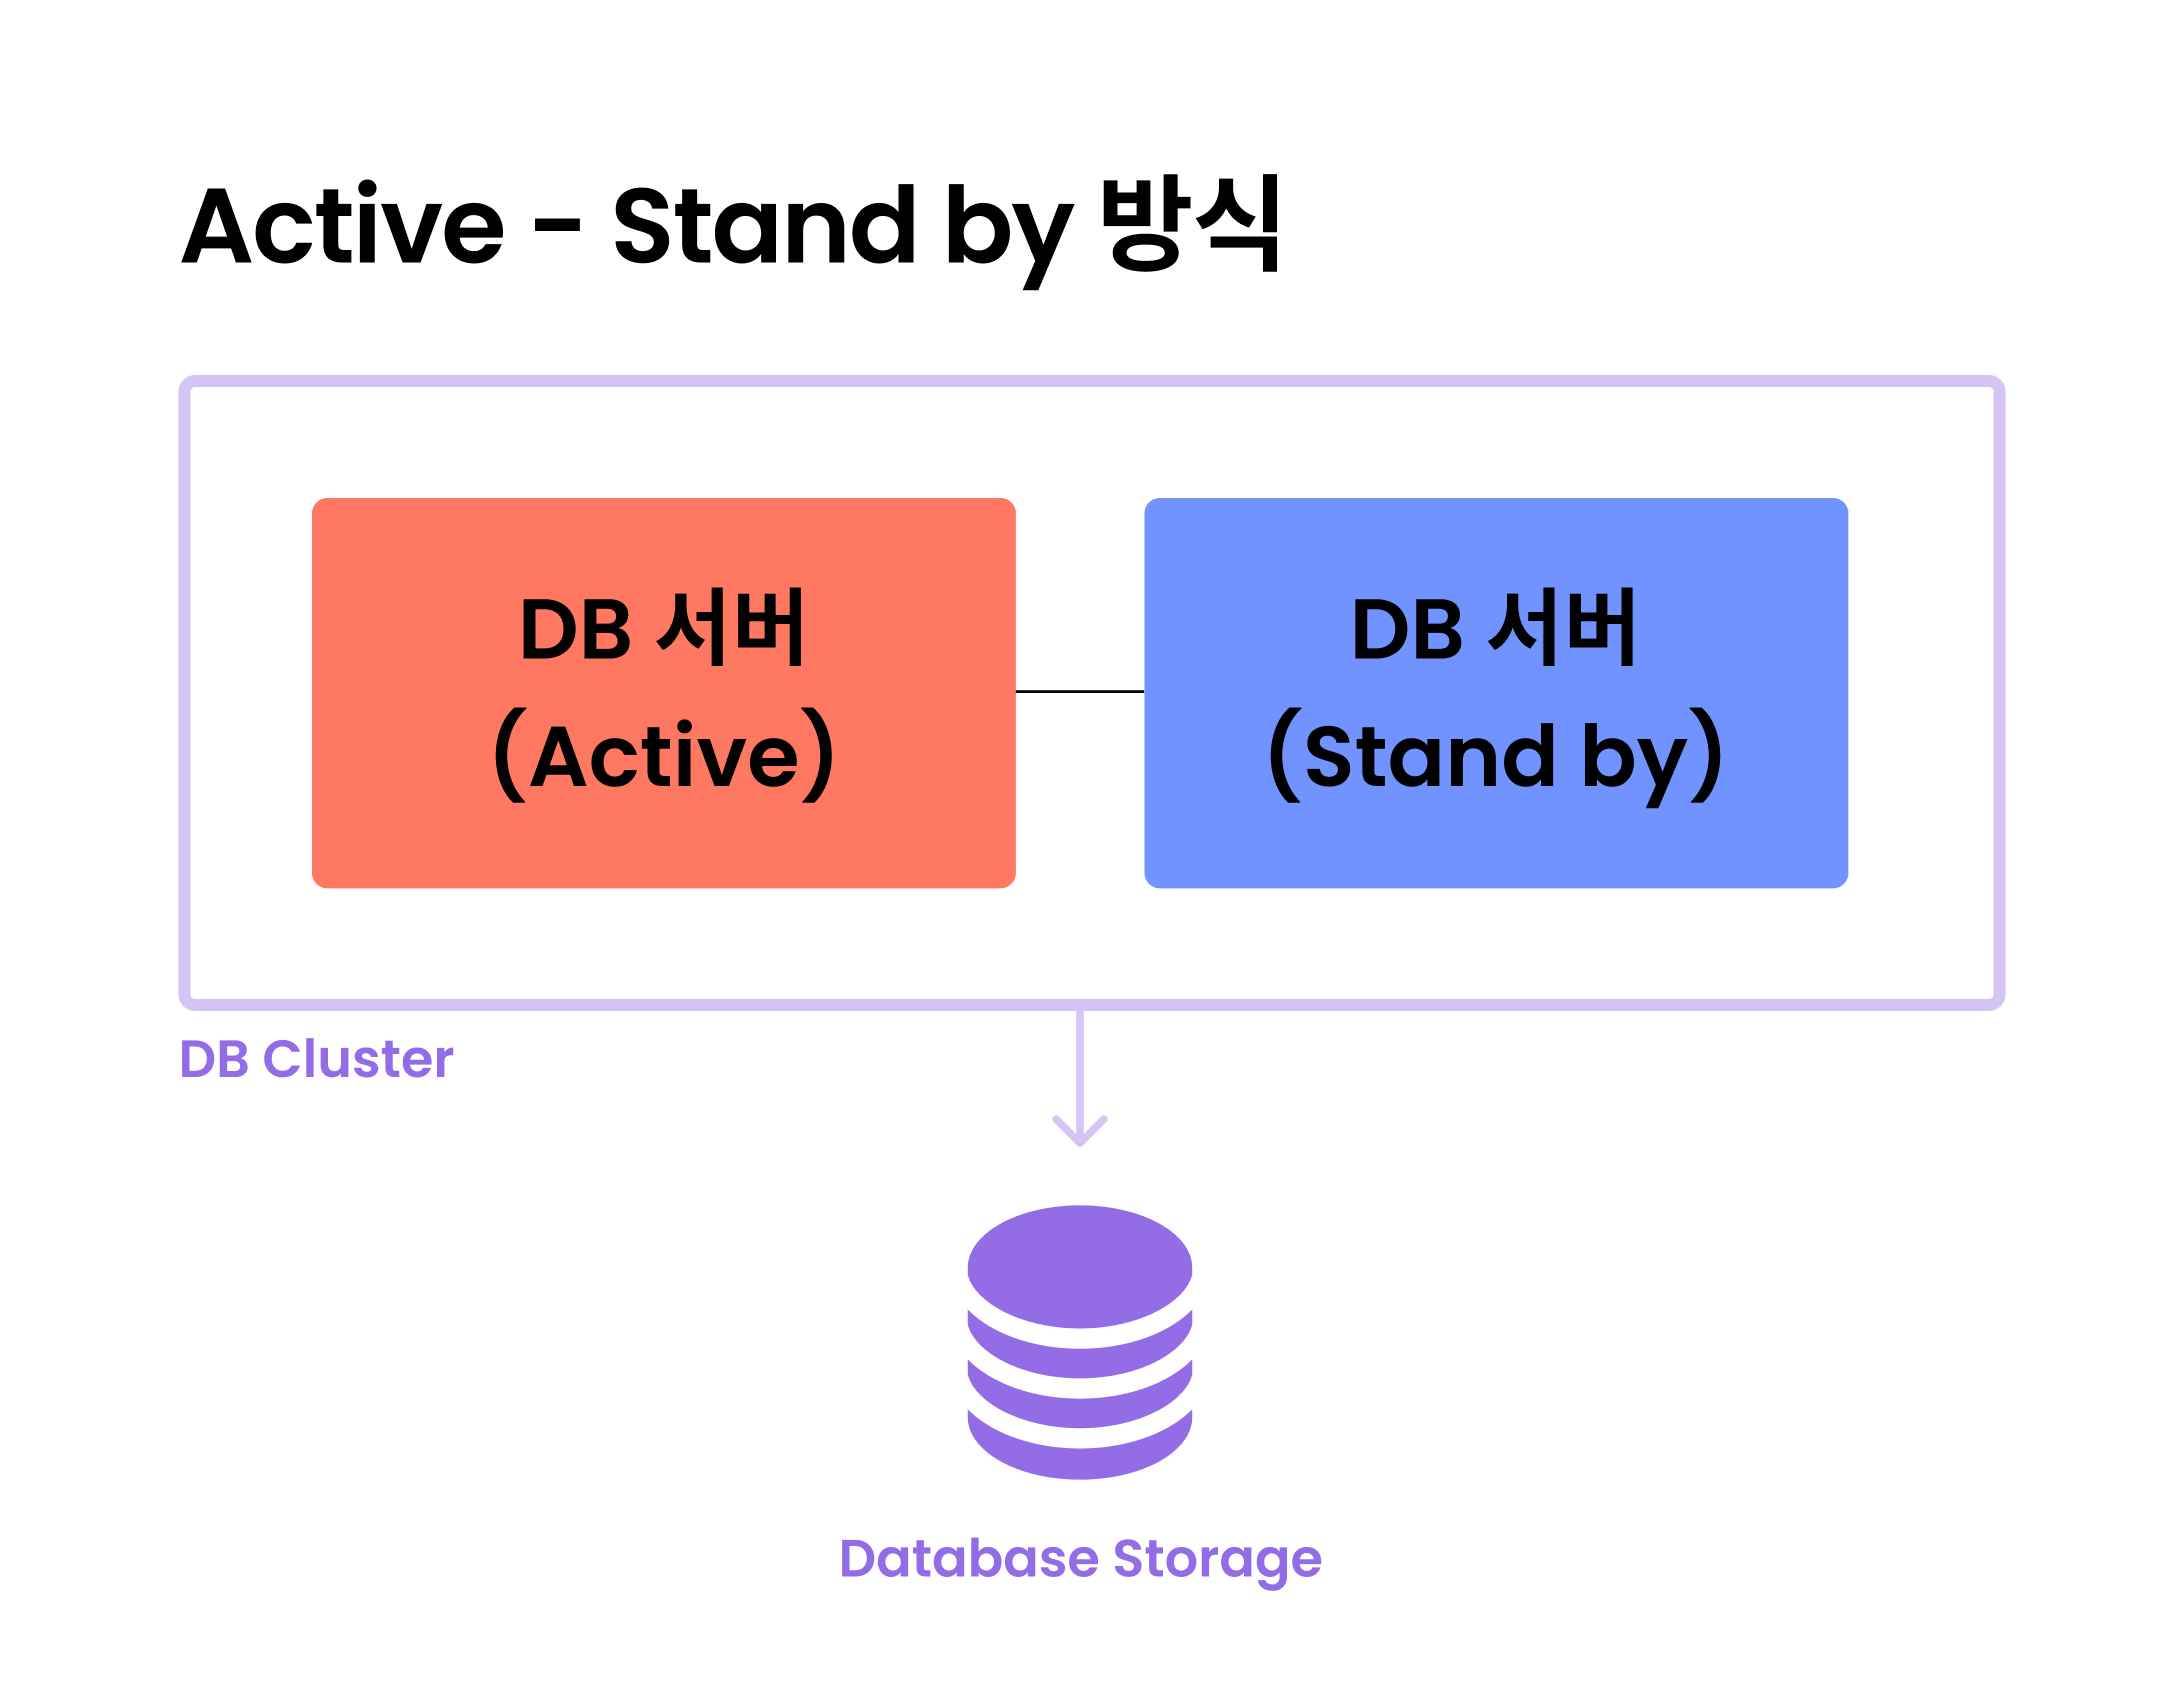 Active - Stand by 방식
DB 서버
(Active)
DB 서버
(Stand by)
DB Cluster
Database Storage